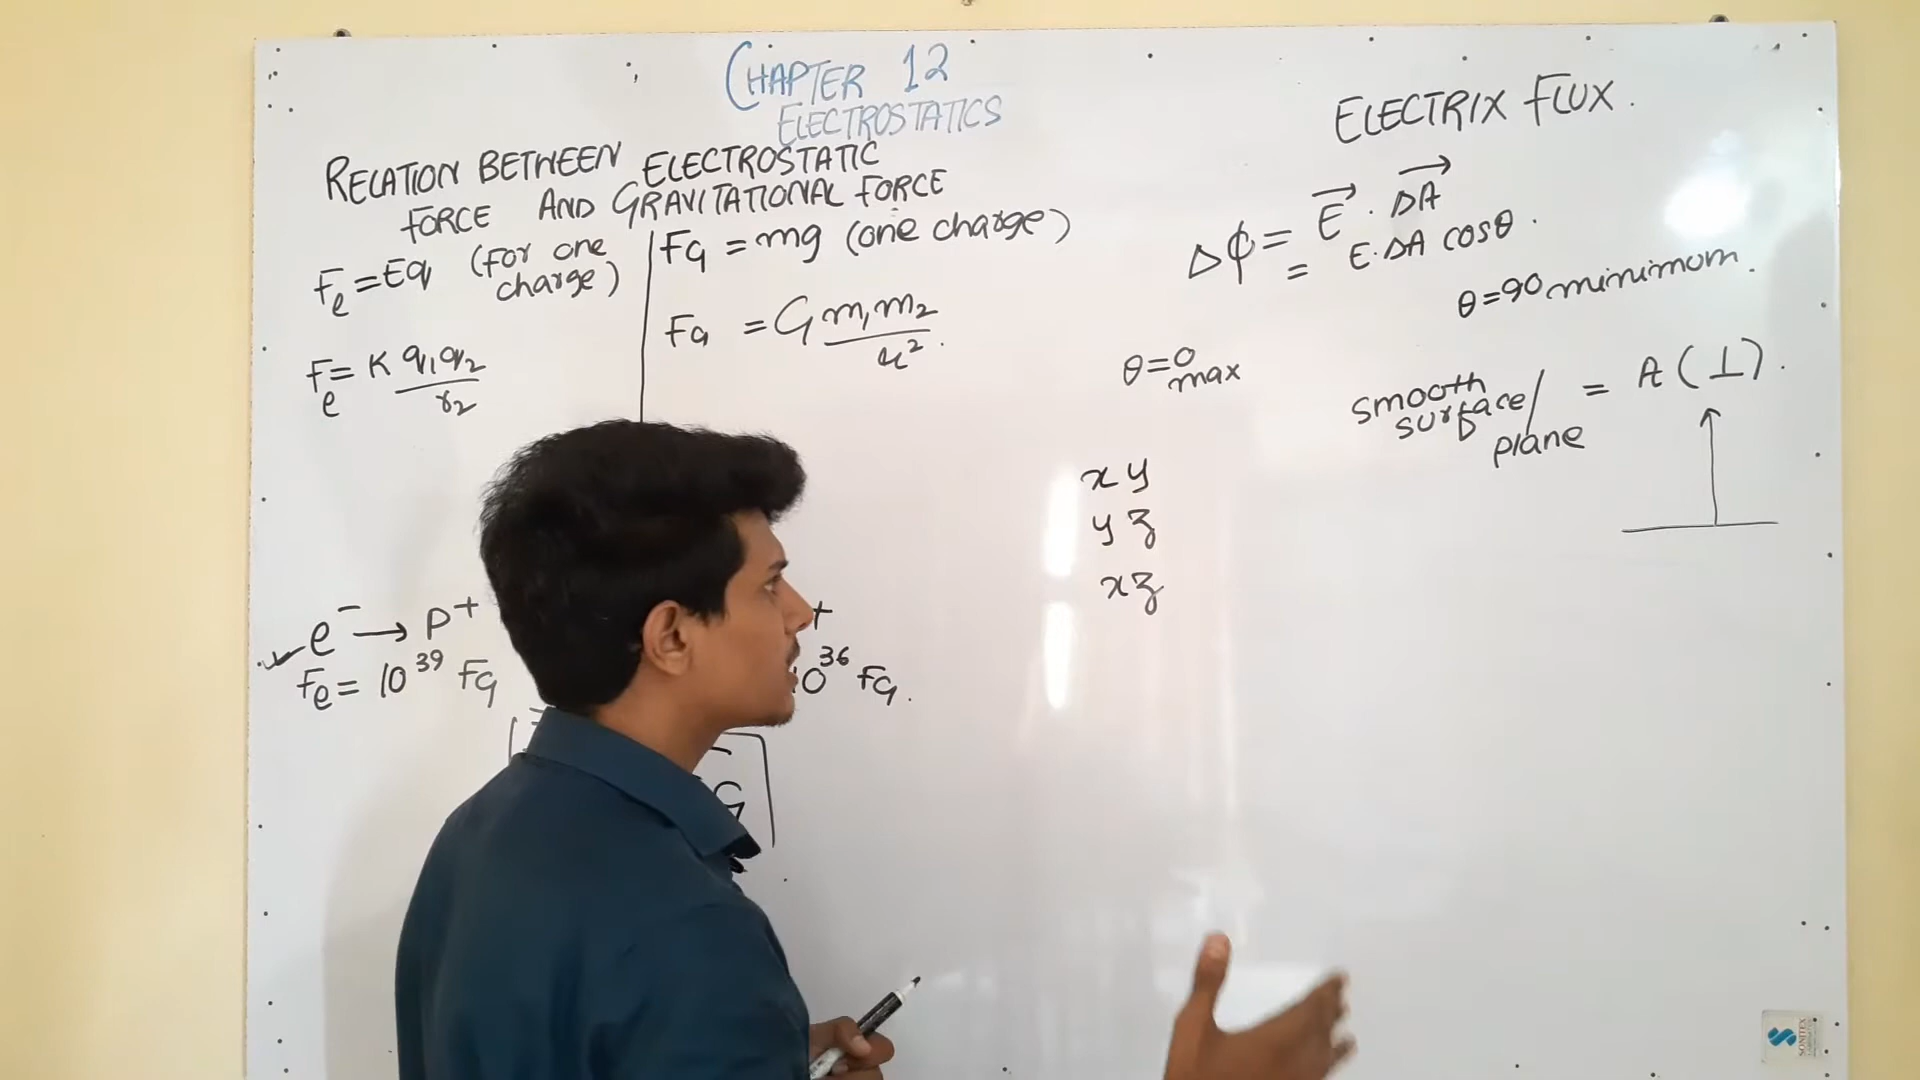 CHAPTER 12
ELECTROSTATICS
RELATION BETWEEN ELECTROSTATIC
FORCE AND GRAVITATIONAL FORCE
Fe = Eq (for one charge)
Fe = K q1q2 / r2
FG = mg (one charge)
FG = G m1m2 / r².
e⁻ → P⁺
Fe = 10³⁹ FG
+
10³⁶ FG.
G
ELECTRIX FLUX.
Δϕ = E⃗ . ΔA⃗
= E.ΔA cosθ.
θ=90 minimum.
θ=0 max
smooth surface/ plane = A (⊥).
xy
yz
xz